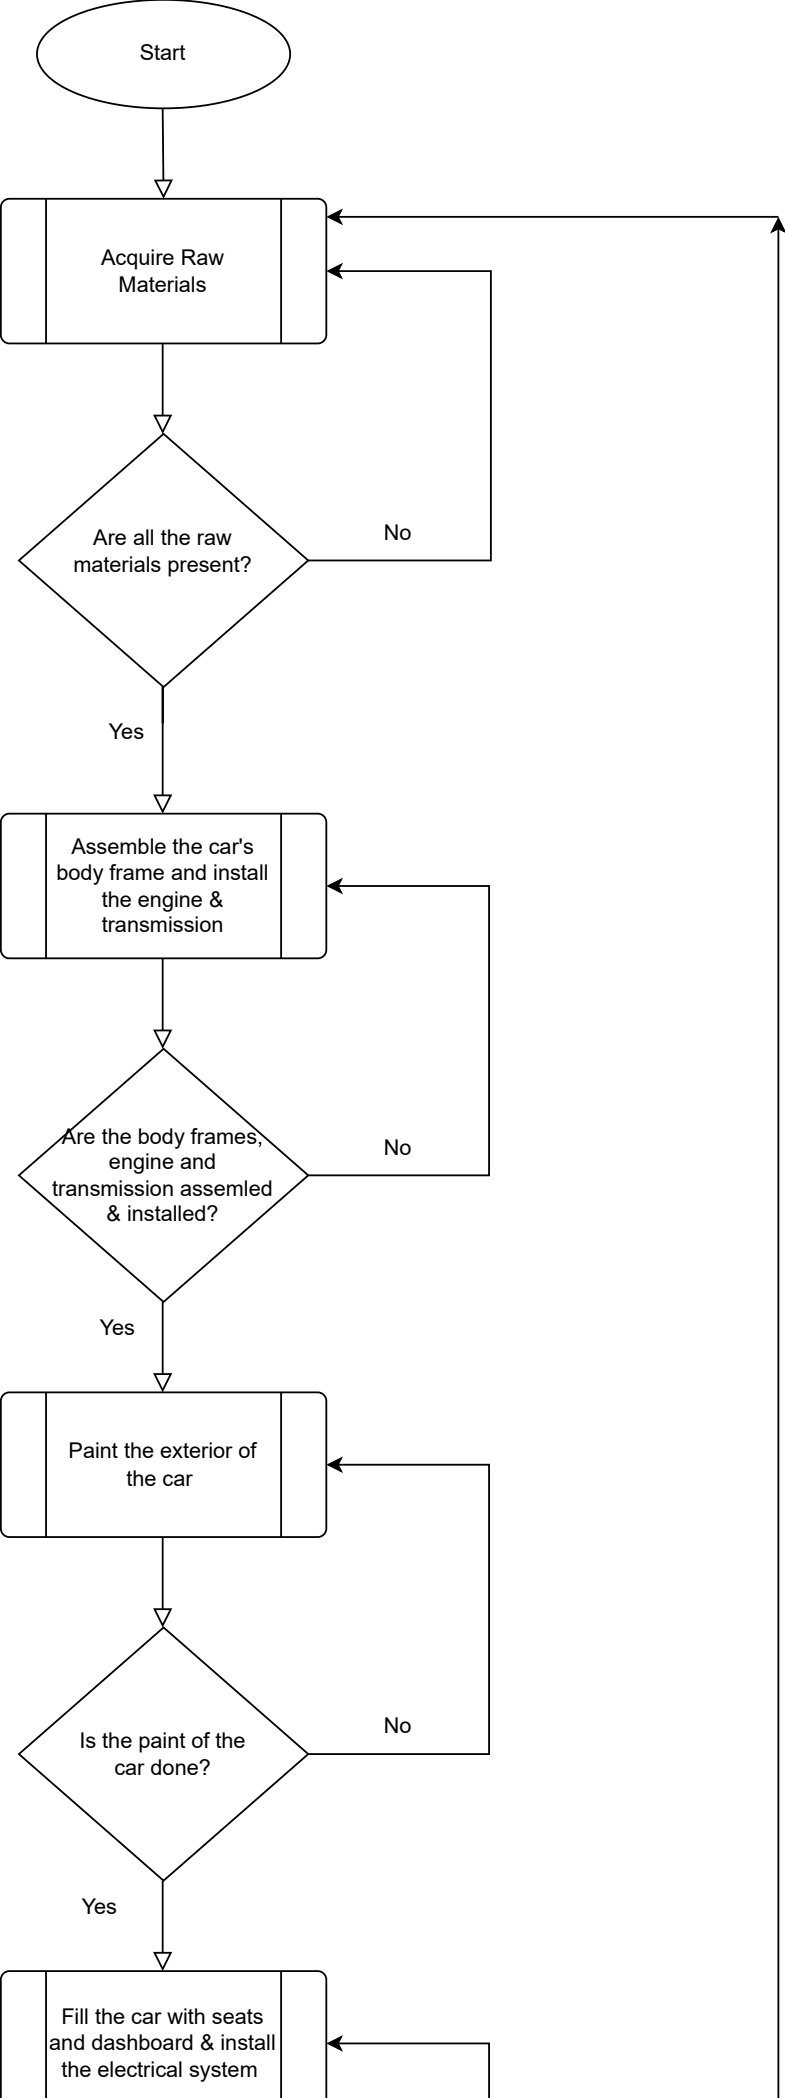 Start
Acquire Raw
Materials
Are all the raw
materials present?
No
Yes
Assemble the car's
body frame and install
the engine &
transmission
Are the body frames,
engine and
transmission assemled
& installed?
No
Yes
Paint the exterior of
the car
Is the paint of the
car done?
No
Yes
Fill the car with seats
and dashboard & install
the electrical system